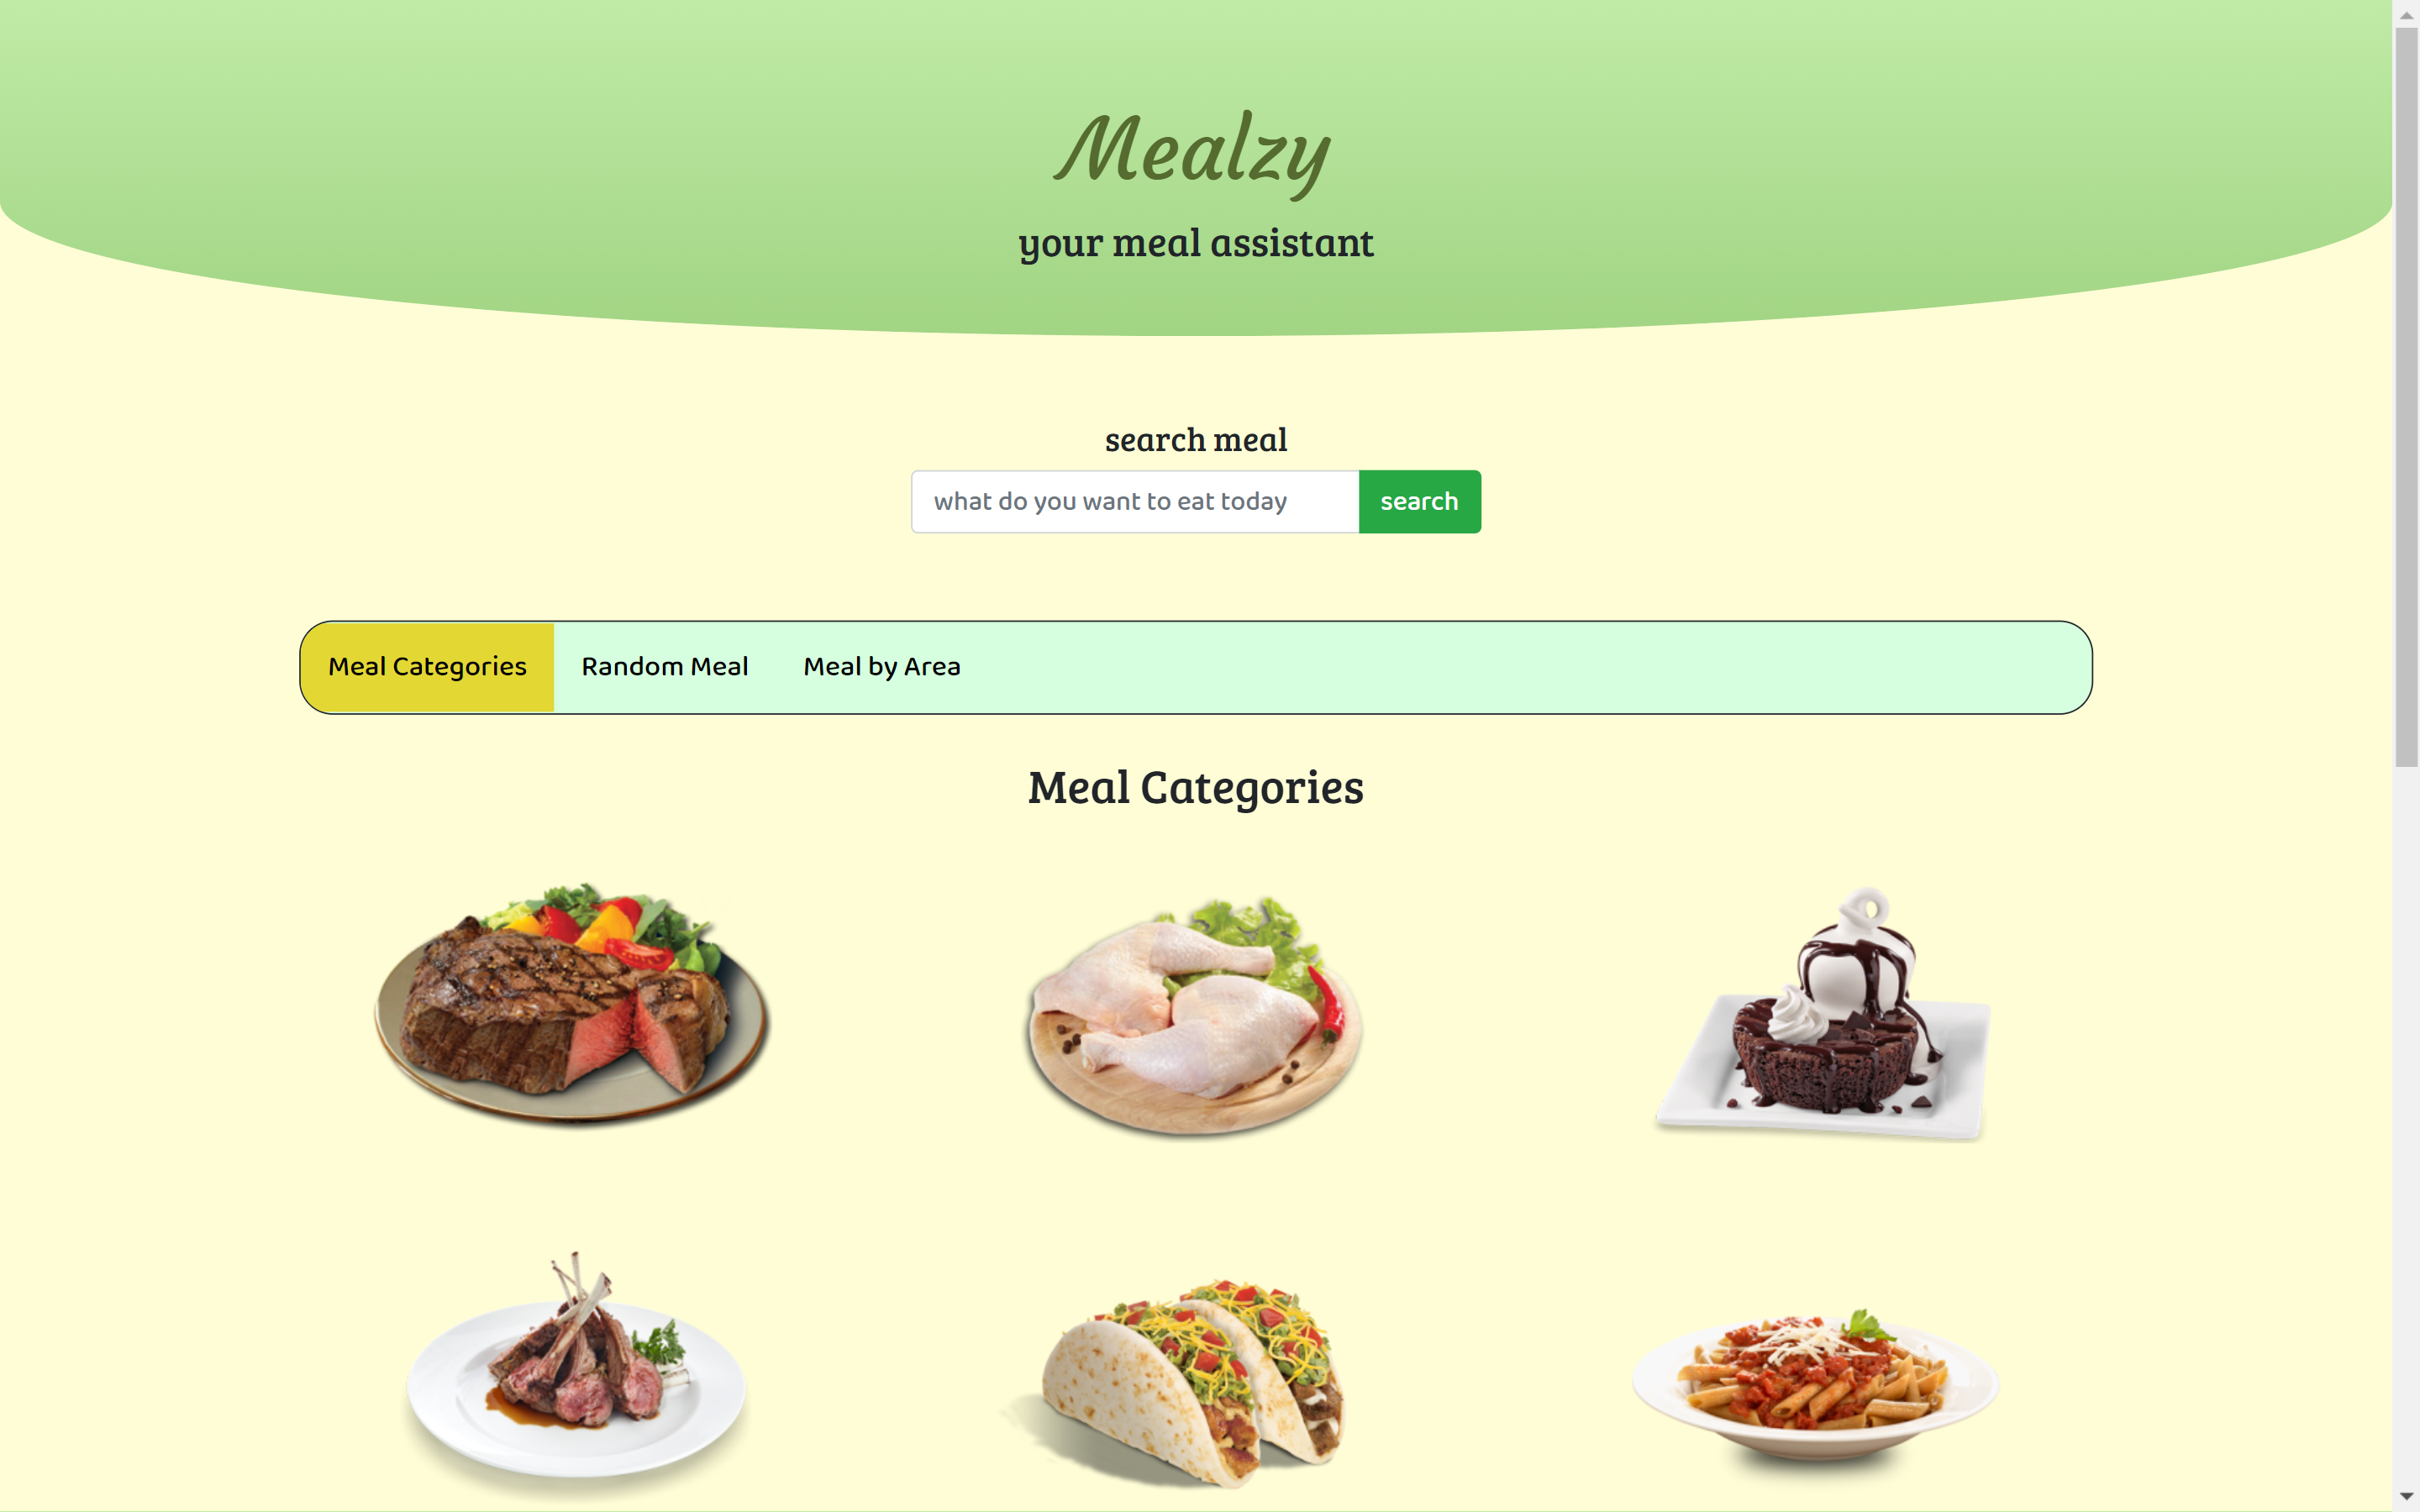 Mealzy
your meal assistant
search meal
what do you want to eat today
search
Meal Categories
Random Meal
Meal by Area
Meal Categories